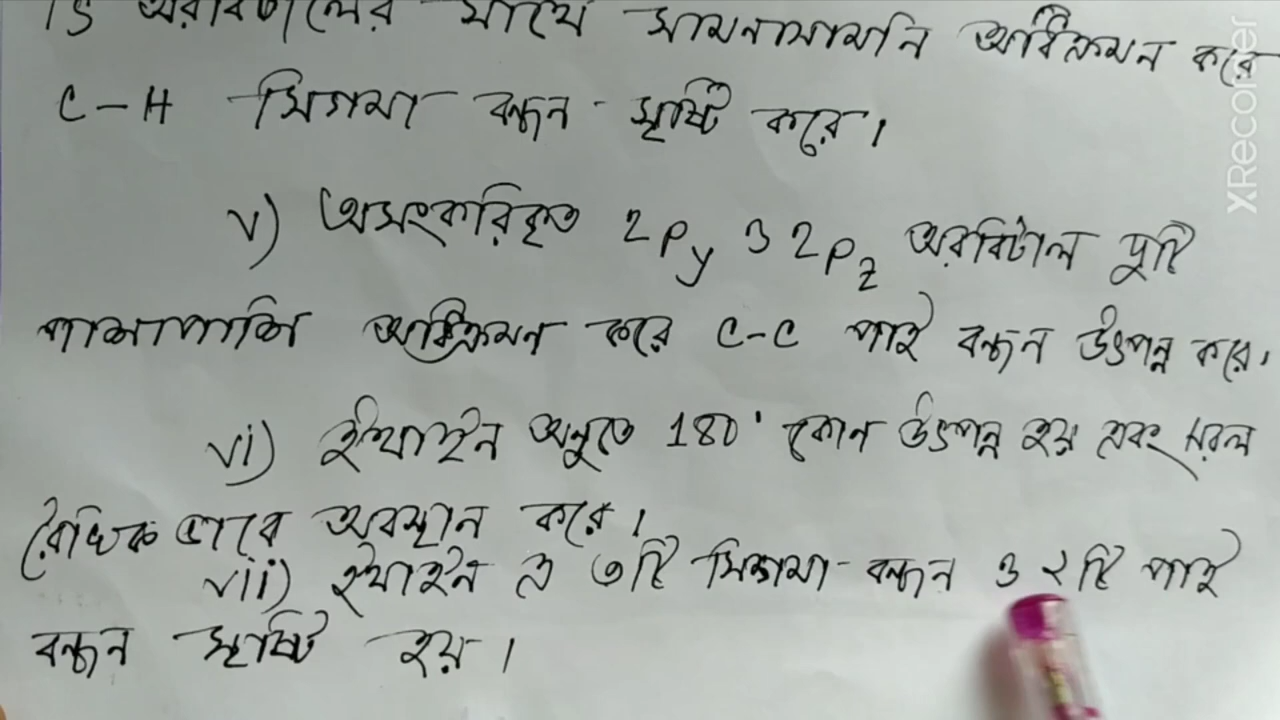 1s অরবিটালের সাথে সামনাসামনি অধিক্রমন করে
C-H সিগমা বন্ধন সৃষ্টি করে।
v) অসংকরিকৃত 2py ও 2pz অরবিটাল দুটি
পাশাপাশি অধিক্রমন করে C-C পাই বন্ধন উৎপন্ন করে।
vi) ইথাইন অনুতে 180° কোন উৎপন্ন হয় এবং সরল
রৈখিক ভাবে অবস্থান করে।
vii) ইথাইন এ ৩টি সিগমা বন্ধন ও ২টি পাই
বন্ধন সৃষ্টি হয়।
XRecorder